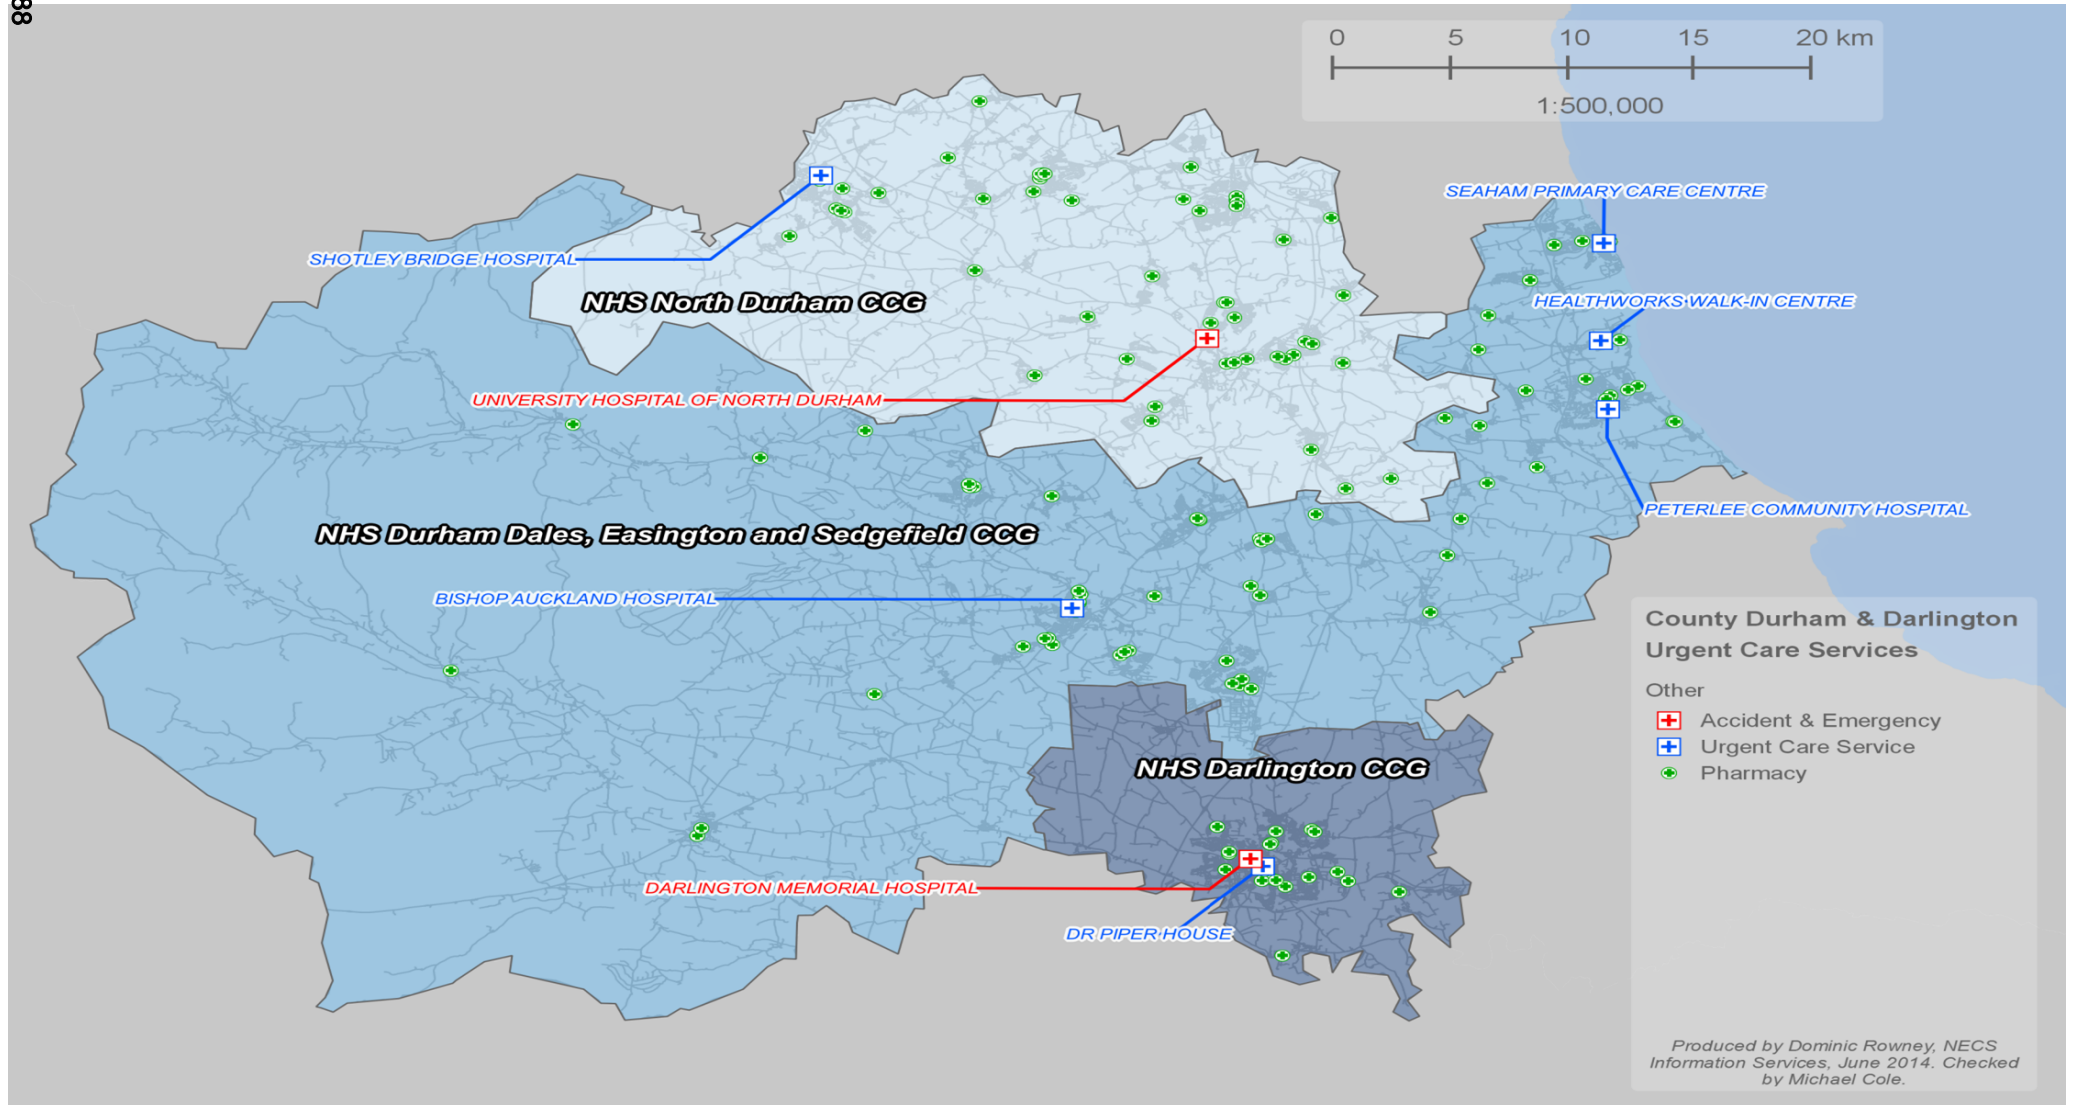 88
0 5 10 15 20 km
1:500,000
SEAHAM PRIMARY CARE CENTRE
SHOTLEY BRIDGE HOSPITAL
NHS North Durham CCG
HEALTHWORKS WALK-IN CENTRE
UNIVERSITY HOSPITAL OF NORTH DURHAM
PETERLEE COMMUNITY HOSPITAL
NHS Durham Dales, Easington and Sedgefield CCG
BISHOP AUCKLAND HOSPITAL
NHS Darlington CCG
DARLINGTON MEMORIAL HOSPITAL
DR PIPER HOUSE
County Durham & Darlington
Urgent Care Services
Other
Accident & Emergency
Urgent Care Service
Pharmacy
Produced by Dominic Rowney, NECS
Information Services, June 2014. Checked
by Michael Cole.